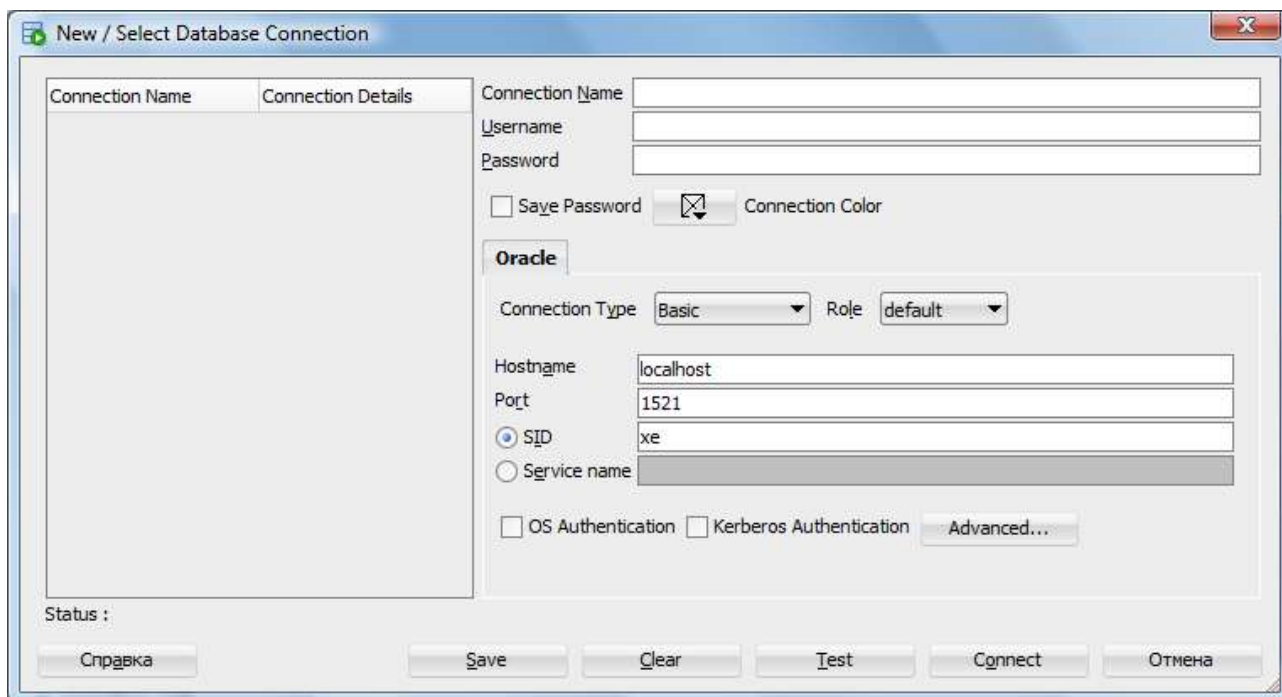 New / Select Database Connection
Connection Name Connection Details
Connection Name
Username
Password
Save Password Connection Color
Oracle
Connection Type Basic Role default
Hostname localhost
Port 1521
SID xe
Service name
OS Authentication Kerberos Authentication Advanced...
Status :
Справка Save Clear Test Connect Отмена